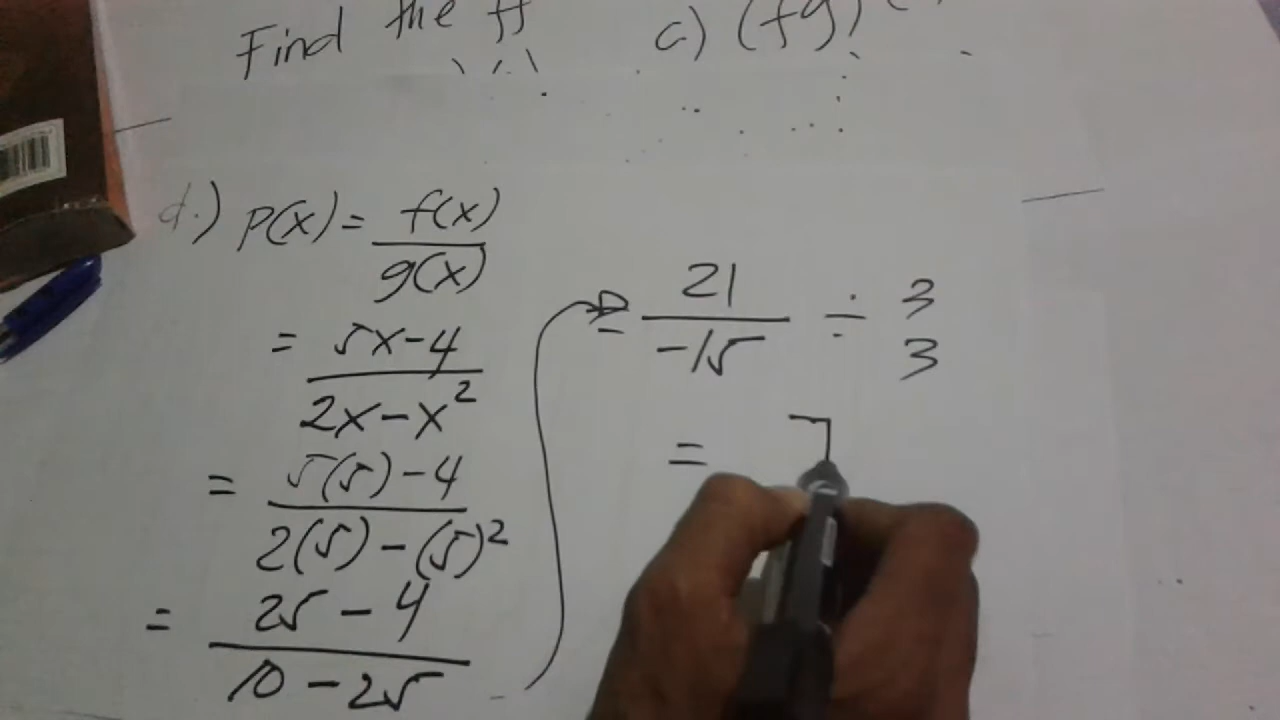 Find the ff
c) (fg)
d.) p(x) = f(x)
g(x)
= 5x-4
2x-x²
= 5(5)-4
2(5)-(5)²
= 25-4
10-25
= 21 ÷ 3
-15 3
= 7